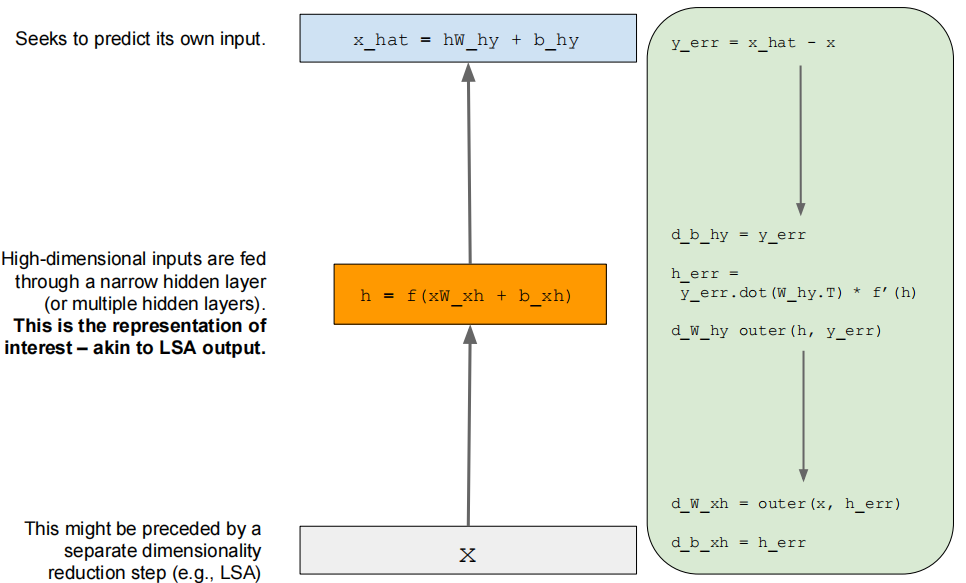 Seeks to predict its own input.
x_hat = hW_hy + b_hy
y_err = x_hat - x
High-dimensional inputs are fed
through a narrow hidden layer
(or multiple hidden layers).
This is the representation of
interest – akin to LSA output.
h = f(xW_xh + b_xh)
d_b_hy = y_err
h_err =
y_err.dot(W_hy.T) * f’(h)
d_W_hy outer(h, y_err)
This might be preceded by a
separate dimensionality
reduction step (e.g., LSA)
x
d_W_xh = outer(x, h_err)
d_b_xh = h_err